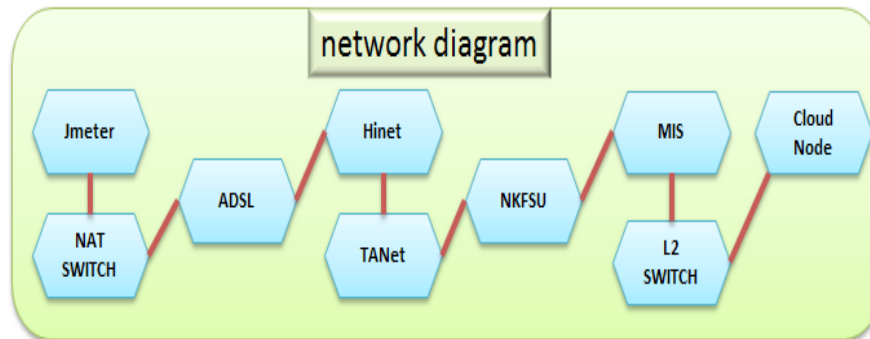 network diagram
Jmeter
NAT
SWITCH
ADSL
Hinet
TANet
NKFSU
MIS
L2
SWITCH
Cloud
Node